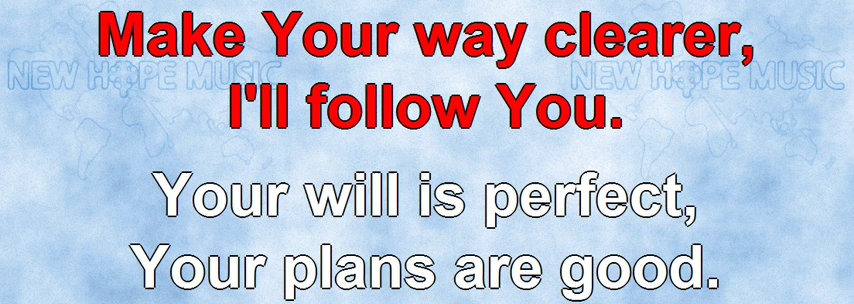 Make Your way clearer,
NEW HOPE MUSIC NEW HOPE MUSIC
I'll follow You.
Your will is perfect,
Your plans are good.